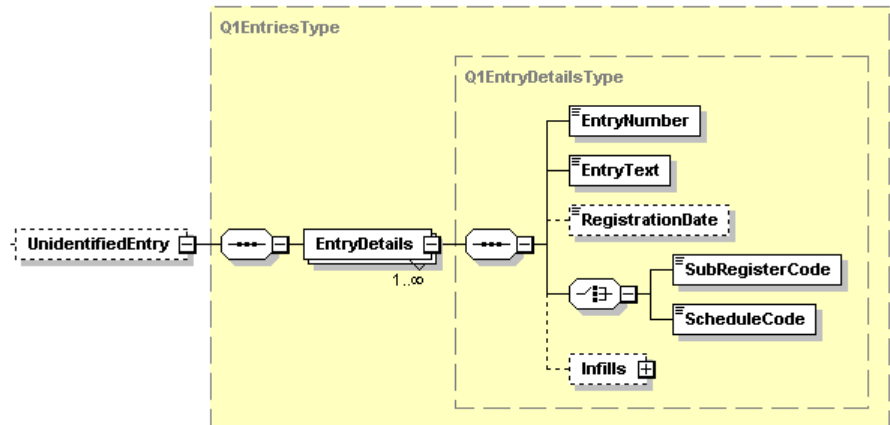 Q1EntriesType
Q1EntryDetailsType
EntryNumber
EntryText
RegistrationDate
UnidentifiedEntry
EntryDetails
1..∞
SubRegisterCode
ScheduleCode
Infills